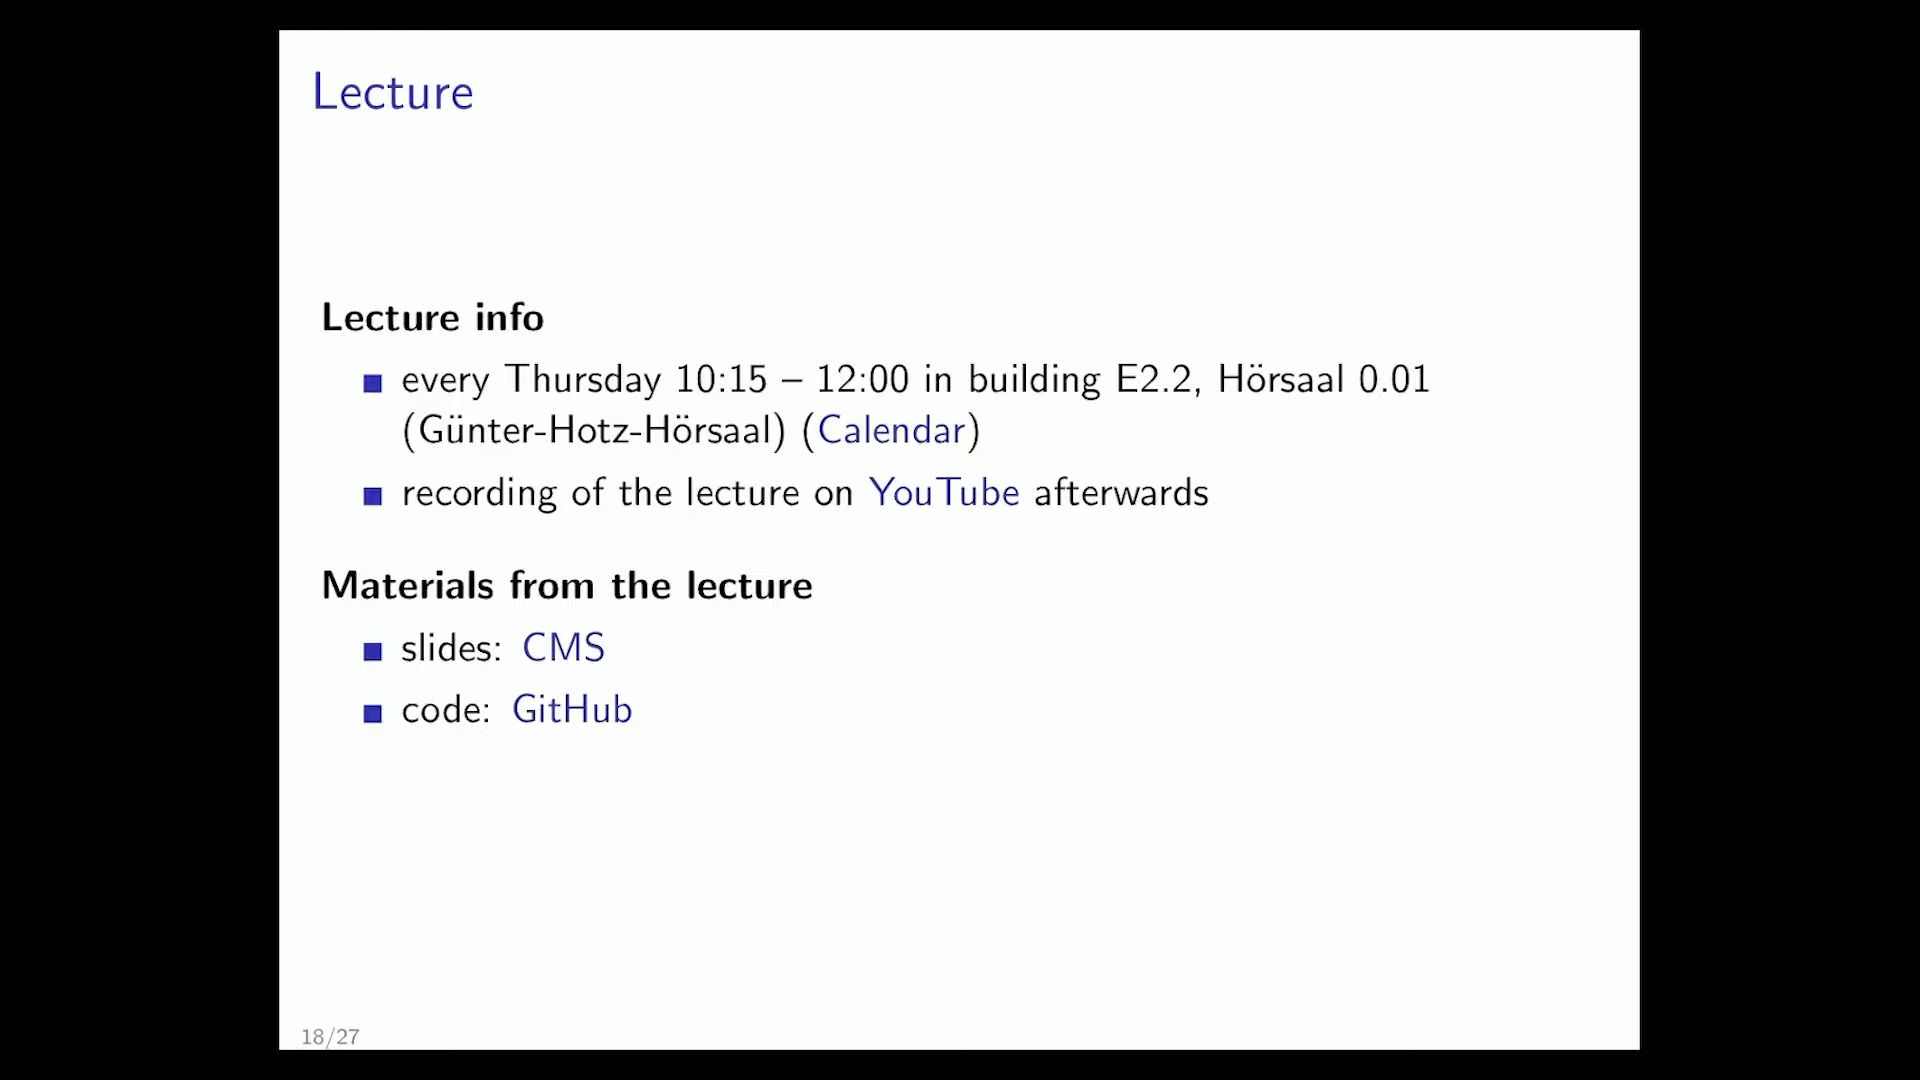 Lecture
Lecture info
every Thursday 10:15 – 12:00 in building E2.2, Hörsaal 0.01
(Günter-Hotz-Hörsaal) (Calendar)
recording of the lecture on YouTube afterwards
Materials from the lecture
slides: CMS
code: GitHub
18/27